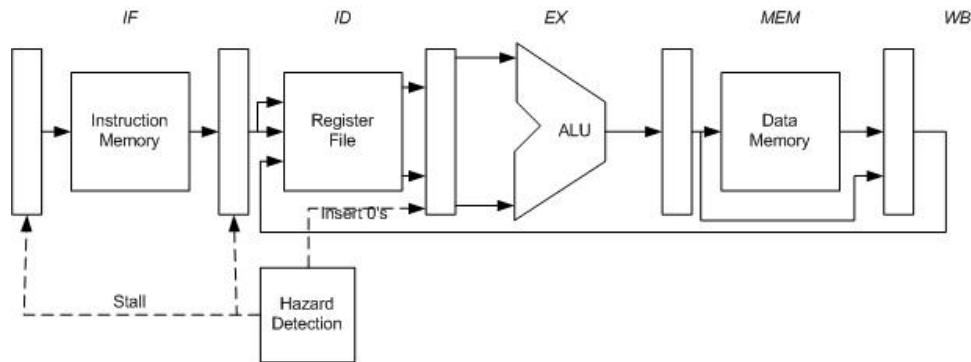 IF
ID
EX
MEM
WB
Instruction
Memory
Register
File
ALU
Data
Memory
Insert 0's
Stall
Hazard
Detection